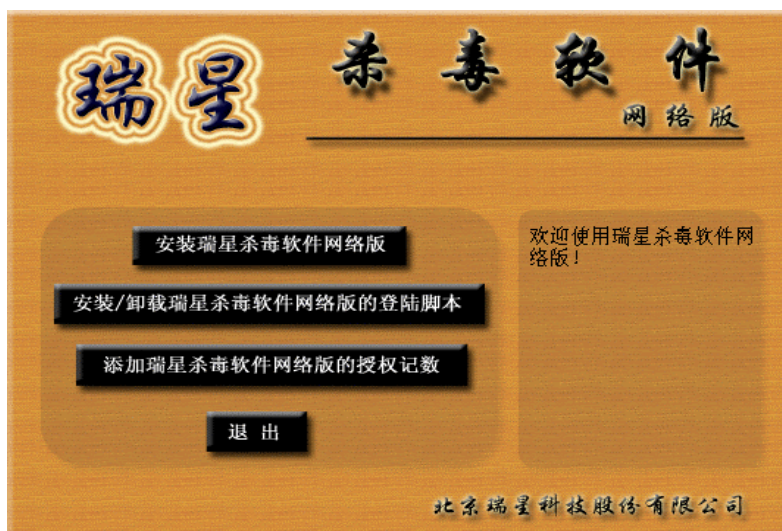 瑞星
杀毒软件
网络版
安装瑞星杀毒软件网络版
安装/卸载瑞星杀毒软件网络版的登陆脚本
添加瑞星杀毒软件网络版的授权记数
退 出
欢迎使用瑞星杀毒软件网
络版!
北京瑞星科技股份有限公司